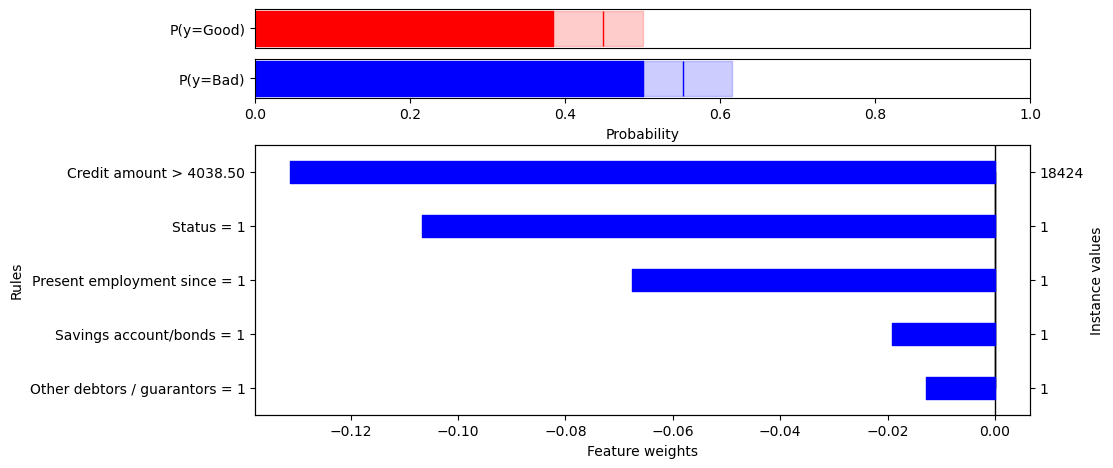 P(y=Good)
P(y=Bad)
0.0 0.2 0.4 0.6 0.8 1.0
Probability
Credit amount > 4038.50 18424
Status = 1 1
Present employment since = 1 1
Savings account/bonds = 1 1
Other debtors / guarantors = 1 1
Rules
Instance values
−0.12 −0.10 −0.08 −0.06 −0.04 −0.02 0.00
Feature weights